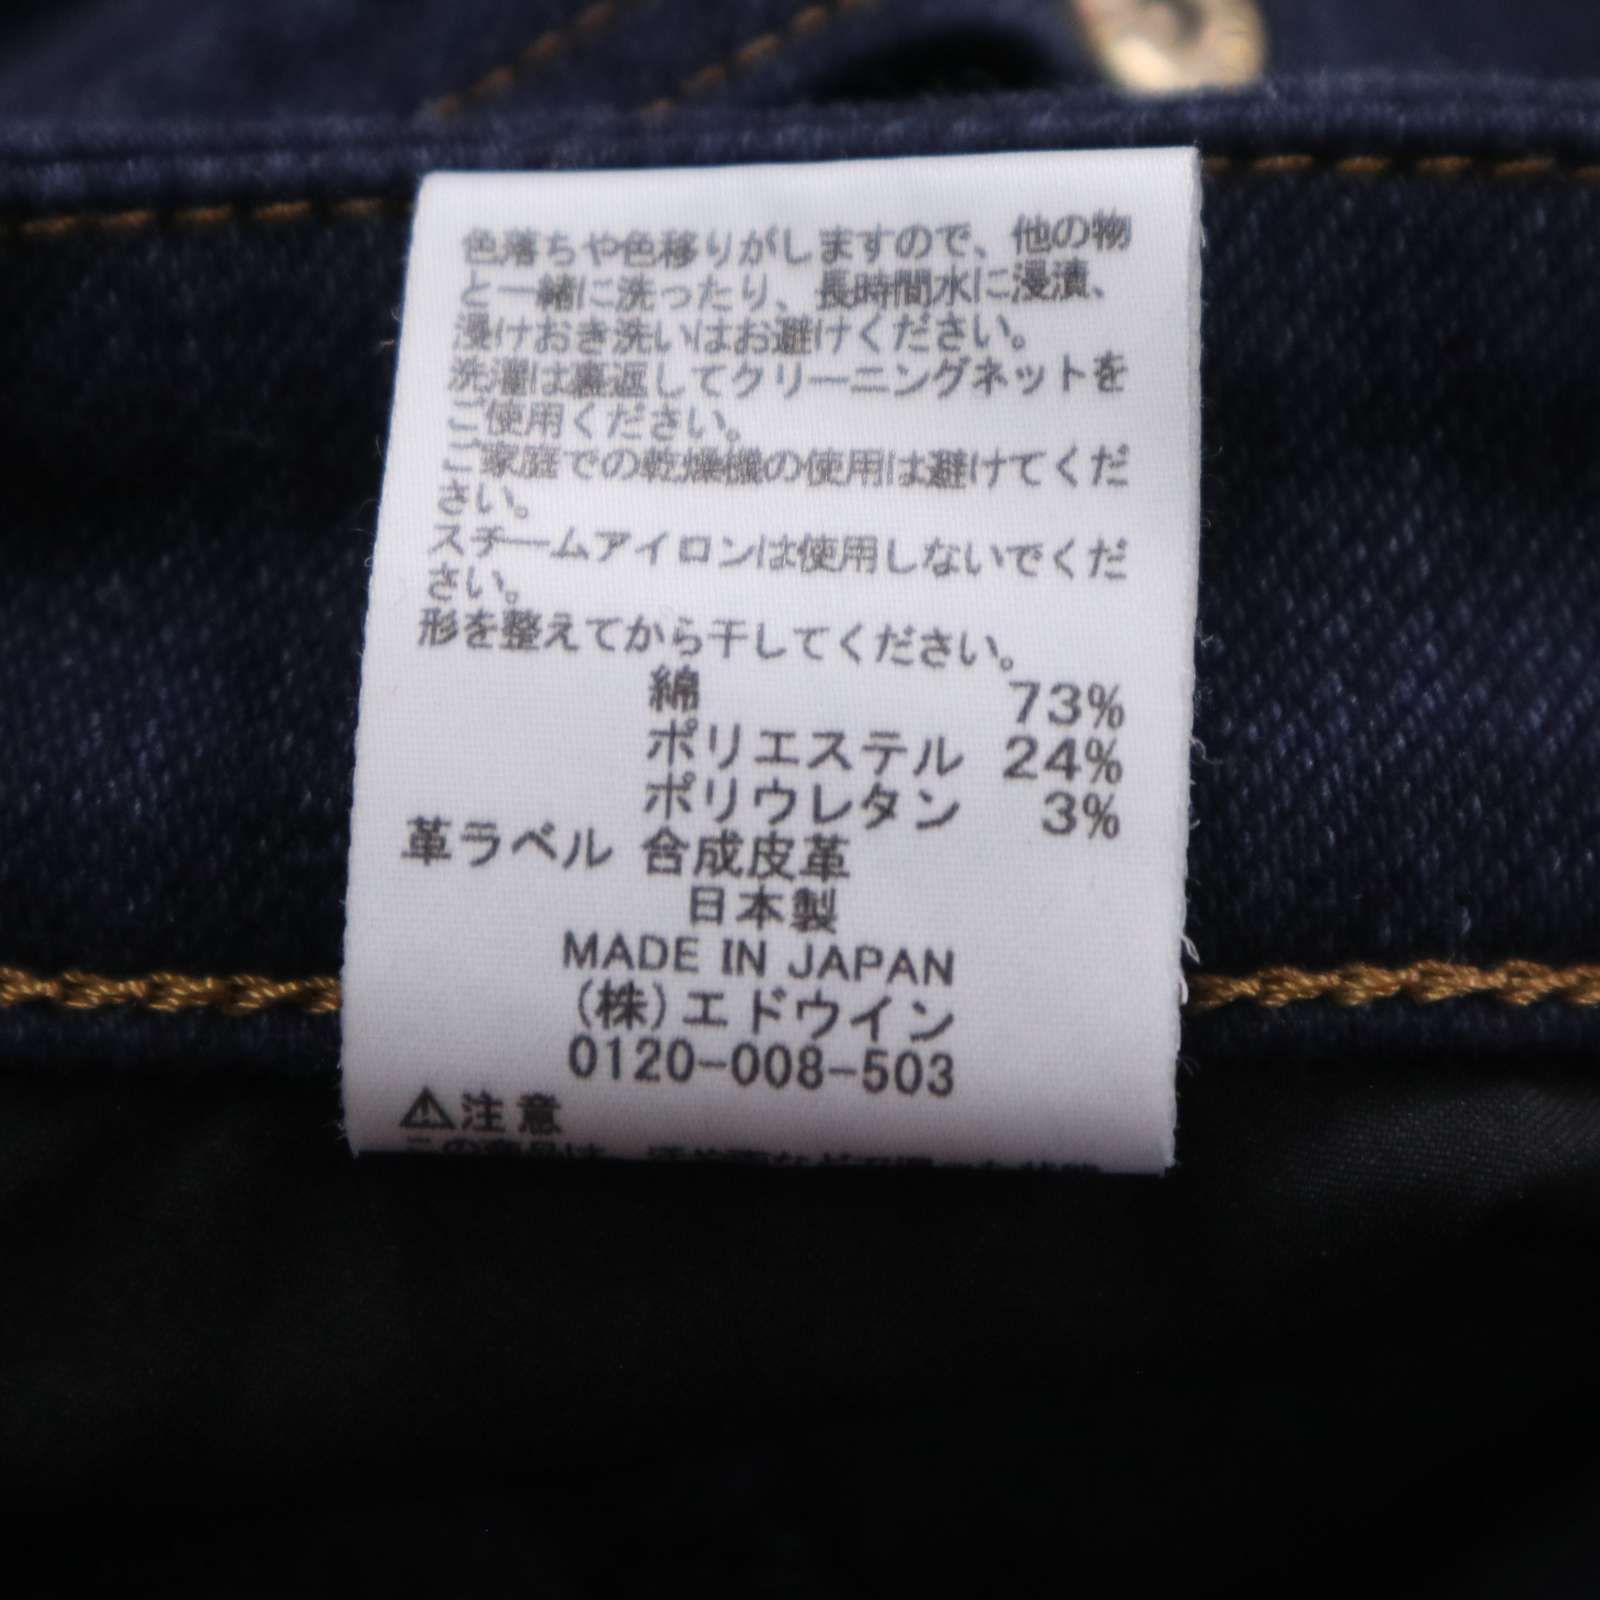 色落ちや色移りがしますので、他の物
と一緒に洗ったり、長時間水に浸漬、
浸けおき洗いはお避けください。
洗濯は裏返してクリーニングネットを
ご使用ください。
ご家庭での乾燥機の使用は避けてくだ
さい。
スチームアイロンは使用しないでくだ
さい。
形を整えてから干してください。
綿 73%
ポリエステル 24%
ポリウレタン 3%
革ラベル 合成皮革
日本製
MADE IN JAPAN
(株)エドウイン
0120-008-503
⚠注意
この商品は、